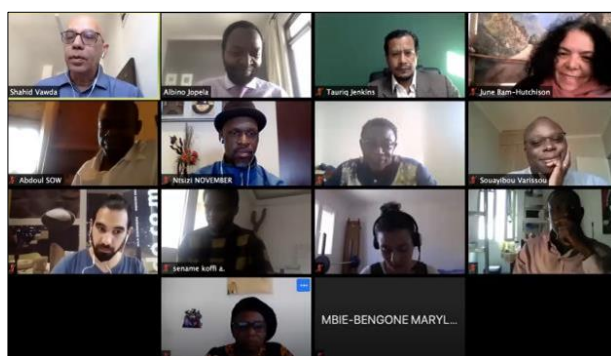 Shahid Vawda
Albino Jopela
Tauriq Jenkins
June Bam-Hutchison
Abdoul SOW
Ntsizi NOVEMBER
Souayibou Varissou
sename koffi a.
MBIE-BENGONE MARYL...